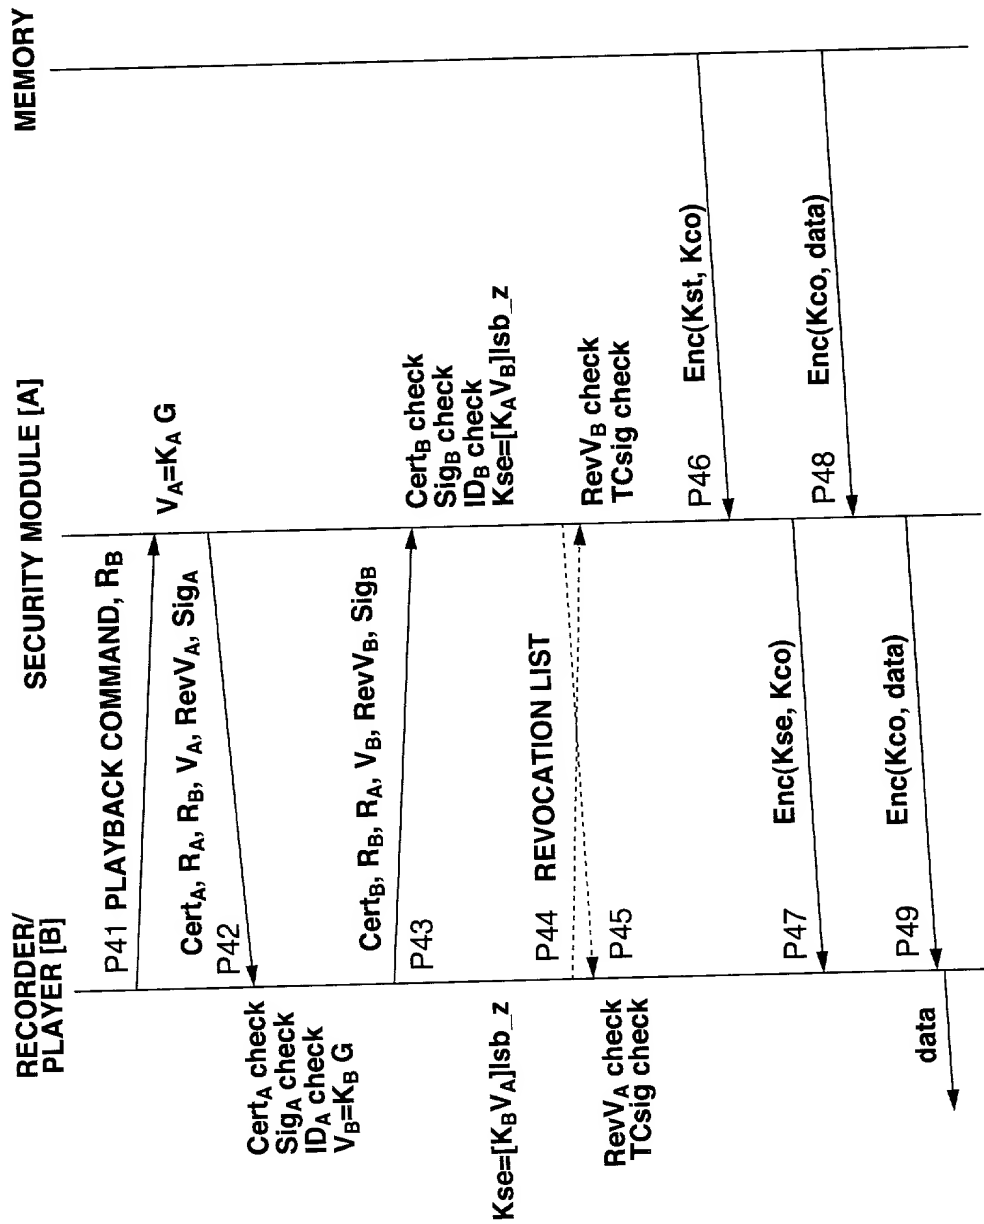 RECORDER/
PLAYER [B]
SECURITY MODULE [A]
MEMORY
P41 PLAYBACK COMMAND, RB
VA=KA G
CertA, RA, RB, VA, RevVA, SigA
P42
CertA check
SigA check
IDA check
VB=KB G
CertB, RB, RA, VB, RevVB, SigB
P43
CertB check
SigB check
IDB check
Kse=[KAVB]lsb_z
Kse=[KBVA]lsb_z
P44 REVOCATION LIST
P45
RevVB check
TCsig check
RevVA check
TCsig check
P46 Enc(Kst, Kco)
P47 Enc(Kse, Kco)
P48 Enc(Kco, data)
P49 Enc(Kco, data)
data